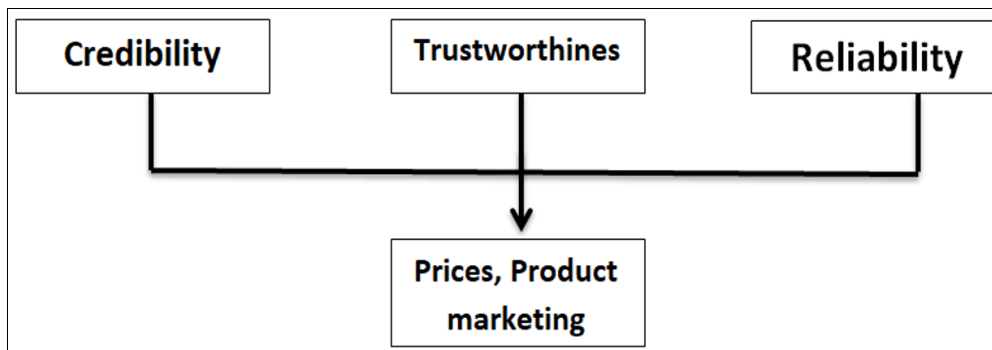 Credibility
Trustworthines
Reliability
Prices, Product
marketing